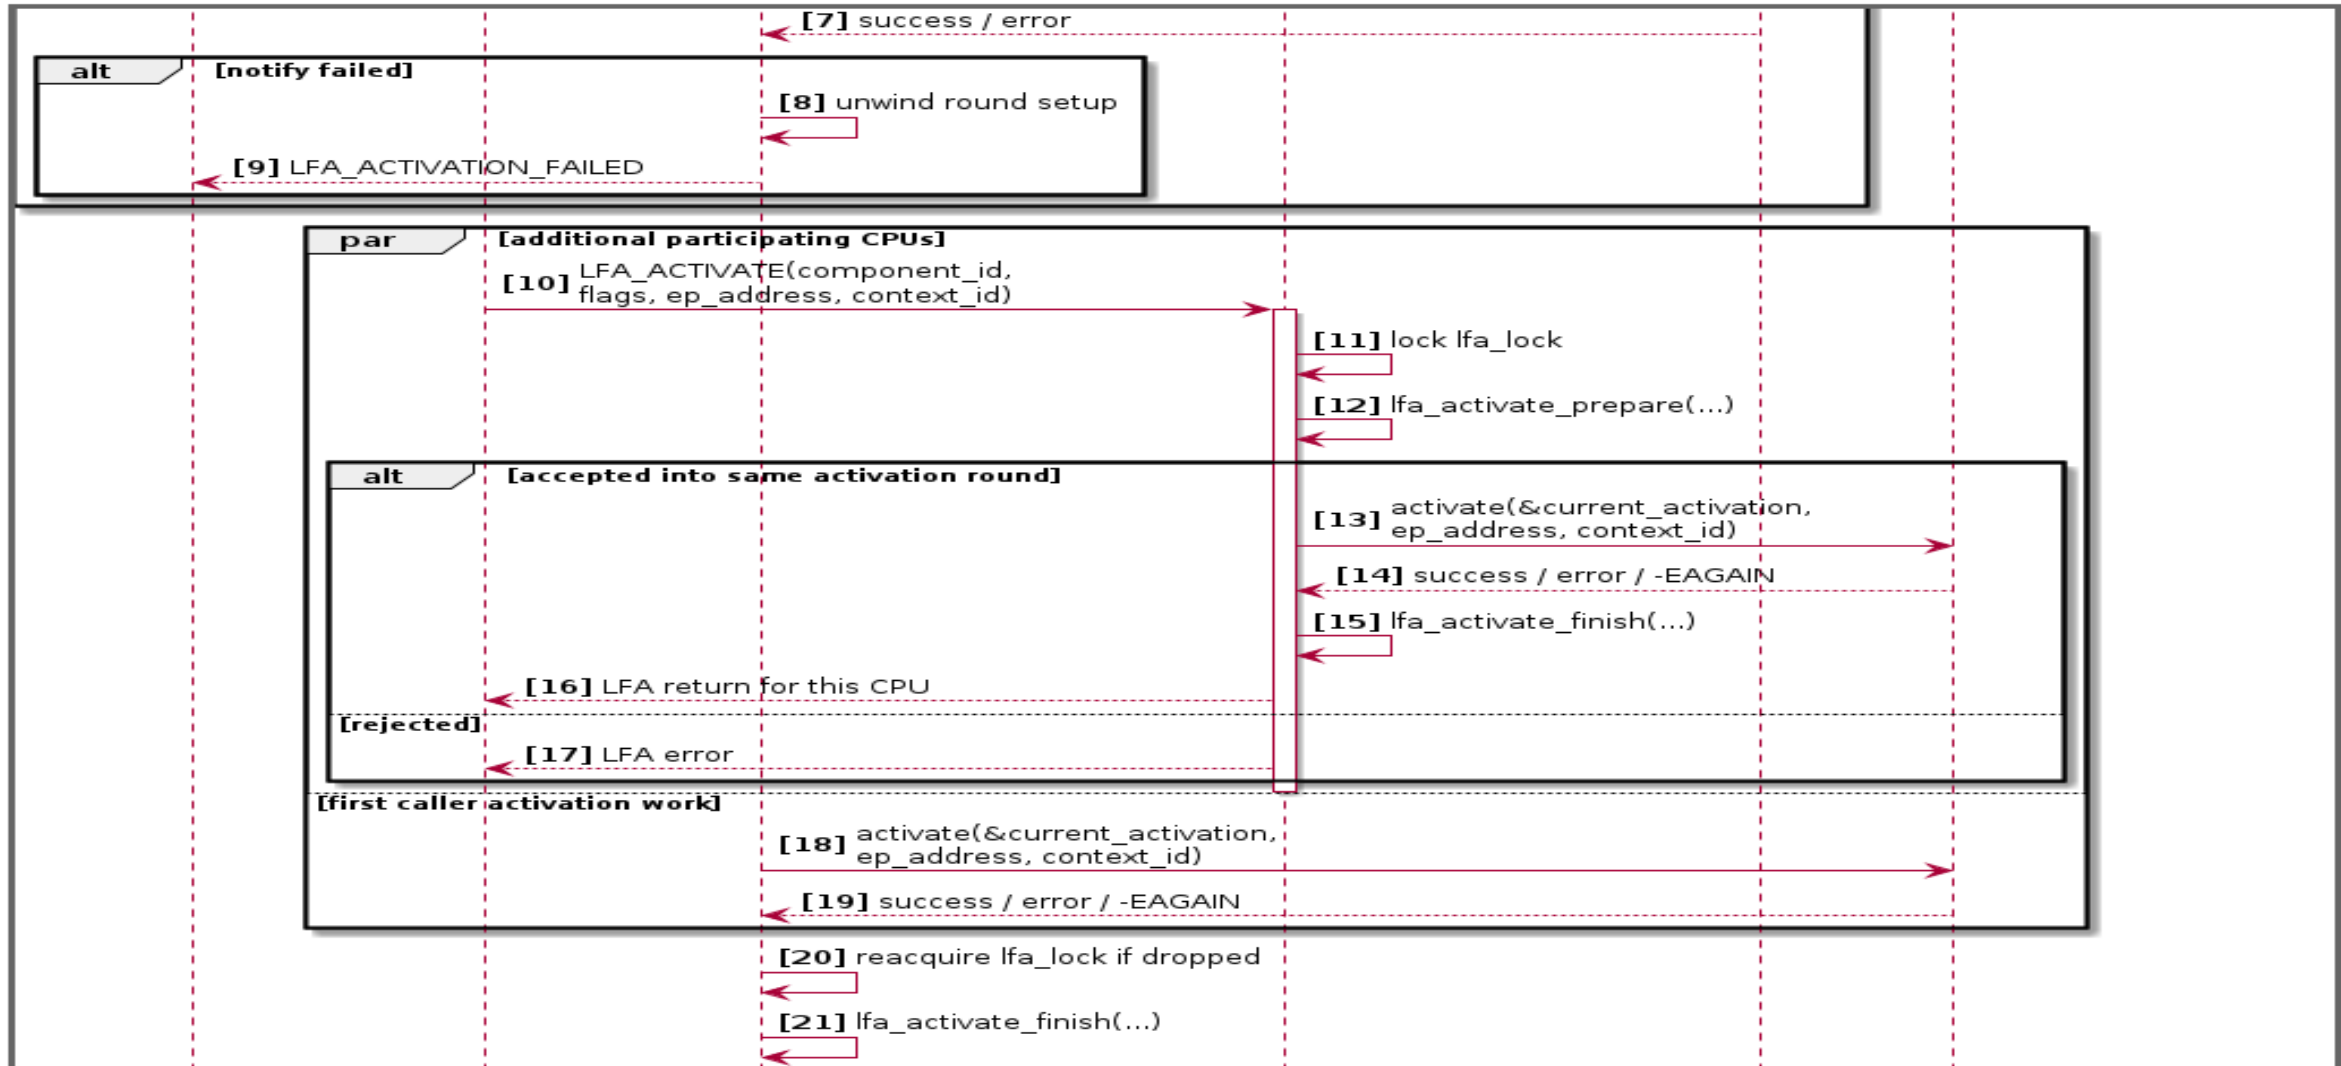 [7] success / error
alt [notify failed]
[8] unwind round setup
[9] LFA_ACTIVATION_FAILED
par [additional participating CPUs]
[10] LFA_ACTIVATE(component_id,
flags, ep_address, context_id)
[11] lock lfa_lock
[12] lfa_activate_prepare(...)
alt [accepted into same activation round]
[13] activate(&current_activation,
ep_address, context_id)
[14] success / error / -EAGAIN
[15] lfa_activate_finish(...)
[16] LFA return for this CPU
[rejected]
[17] LFA error
[first caller activation work]
[18] activate(&current_activation,
ep_address, context_id)
[19] success / error / -EAGAIN
[20] reacquire lfa_lock if dropped
[21] lfa_activate_finish(...)